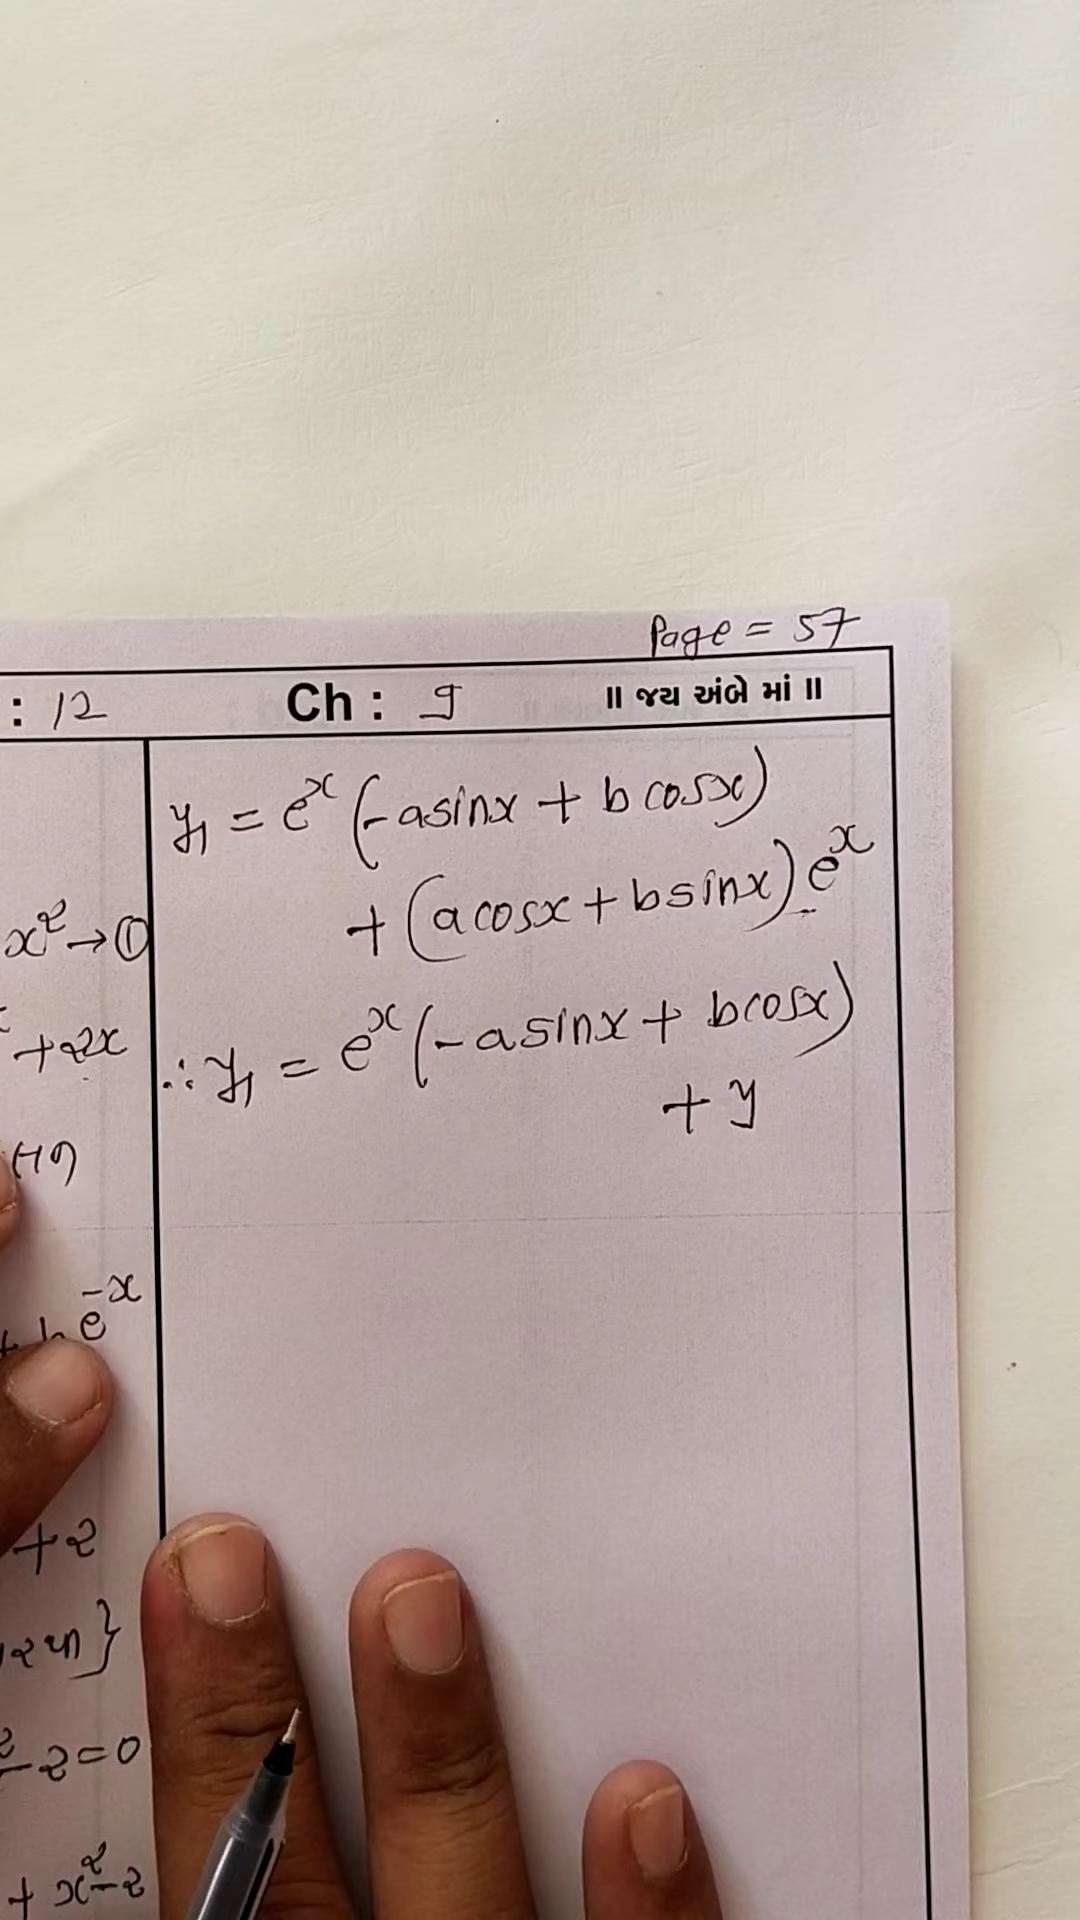 Page = 57
: 12 Ch : 9 ॥ જય અંબે માં ॥
x² → ①
+2x
+2
2 = 0
+ x² - 2
e⁻ˣ
y₁ = eˣ (-a sinx + b cosx)
+ (a cosx + b sinx) eˣ
∴ y₁ = eˣ (-a sinx + b cosx)
+ y